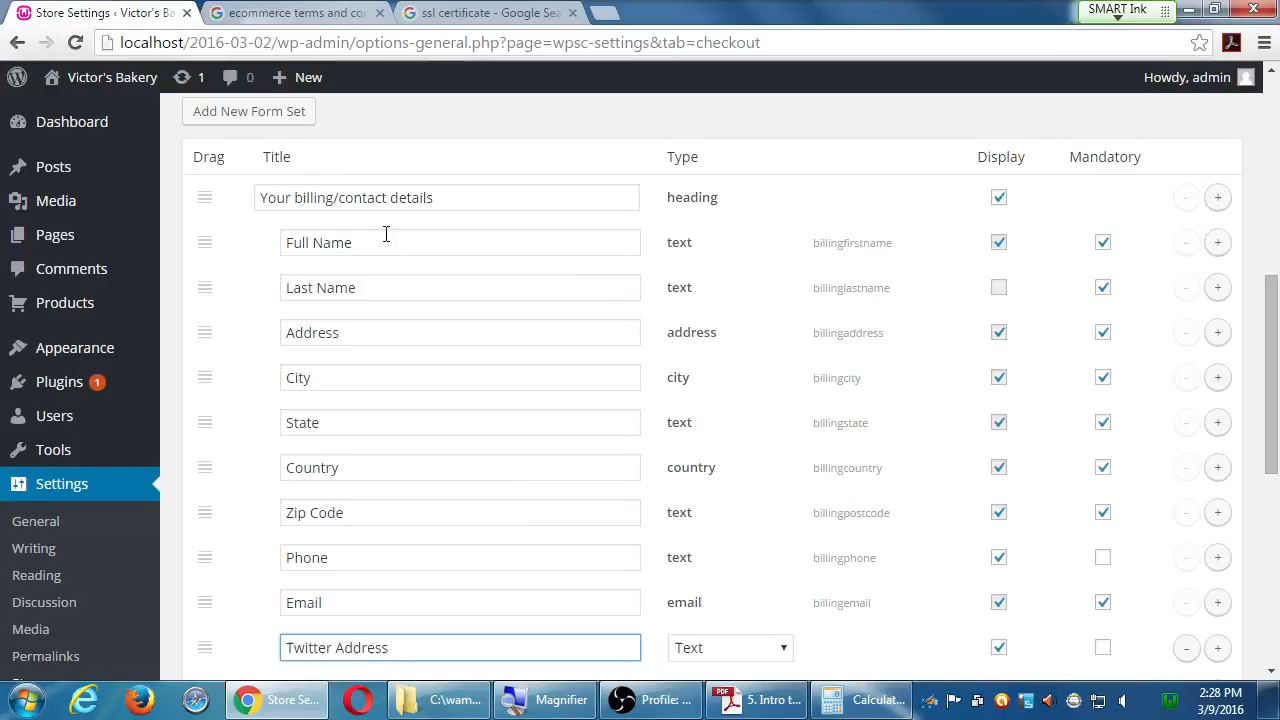 Store Settings ‹ Victor's Ba
ecommerce terms and cor
ssl certificate - Google Sea
SMART Ink
localhost/2016-03-02/wp-admin/options-general.php?page=wpsc-settings&tab=checkout
Victor's Bakery 1 0 New Howdy, admin
Dashboard
Posts
Media
Pages
Comments
Products
Appearance
Plugins 1
Users
Tools
Settings
General
Writing
Reading
Discussion
Media
Permalinks
Add New Form Set
Drag Title Type Display Mandatory
Your billing/contact details heading
Full Name text billingfirstname
Last Name text billinglastname
Address address billingaddress
City city billingcity
State text billingstate
Country country billingcountry
Zip Code text billingpostcode
Phone text billingphone
Email email billingemail
Tvitter Address Text
Store Se... C:\wam... Magnifier Profile: ... 5. Intro t... Calculat...
2:28 PM
3/9/2016